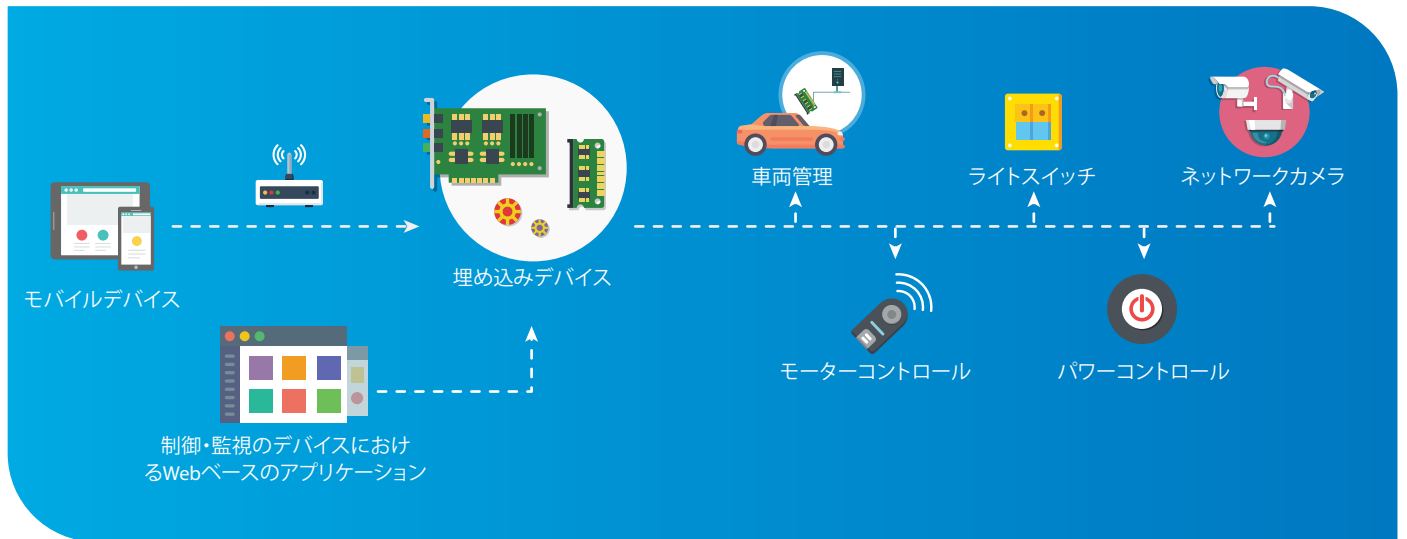 車両管理
ライトスイッチ
ネットワークカメラ
埋め込みデバイス
モバイルデバイス
モーターコントロール
パワーコントロール
制御・監視のデバイスにおけ
るWebベースのアプリケーション